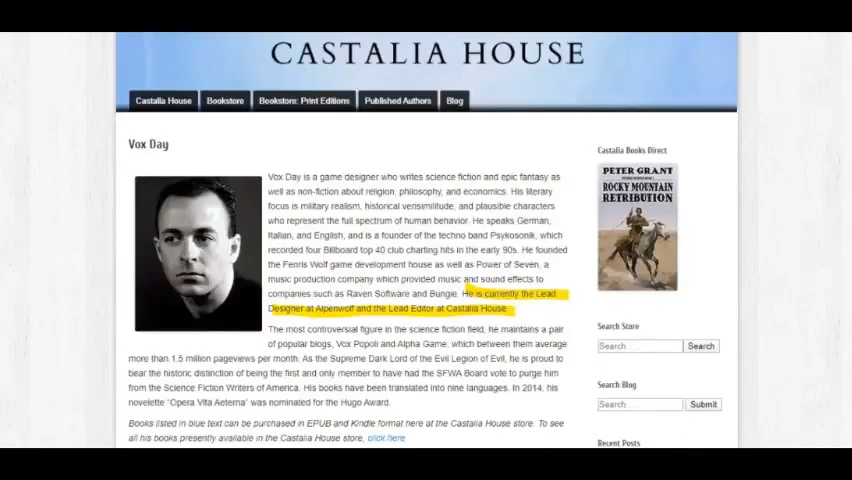 CASTALIA HOUSE
Castalia House
Bookstore
Bookstore: Print Editions
Published Authors
Blog
Vox Day
Vox Day is a game designer who writes science fiction and epic fantasy as
well as non-fiction about religion, philosophy, and economics. His literary
focus is military realism, historical verisimilitude, and plausible characters
who represent the full spectrum of human behavior. He speaks German,
Italian, and English, and is a founder of the techno band Psykosonik, which
recorded four Billboard top 40 club charting hits in the early 90s. He founded
the Fenris Wolf game development house as well as Power of Seven, a
music production company which provided music and sound effects to
companies such as Raven Software and Bungie. He is currently the Lead
Designer at Alpenwolf and the Lead Editor at Castalia House.
The most controversial figure in the science fiction field, he maintains a pair
of popular blogs, Vox Popoli and Alpha Game, which between them average
more than 1.5 million pageviews per month. As the Supreme Dark Lord of the Evil Legion of Evil, he is proud to
bear the historic distinction of being the first and only member to have had the SFWA Board vote to purge him
from the Science Fiction Writers of America. His books have been translated into nine languages. In 2014, his
novelette "Opera Vita Aeterna" was nominated for the Hugo Award.
Books listed in blue text can be purchased in EPUB and Kindle format here at the Castalia House store. To see
all his books presently available in the Castalia House store, click here.
Castalia Books Direct
PETER GRANT
ROCKY MOUNTAIN
RETRIBUTION
Search Store
Search … Search
Search Blog
Search … Submit
Recent Posts